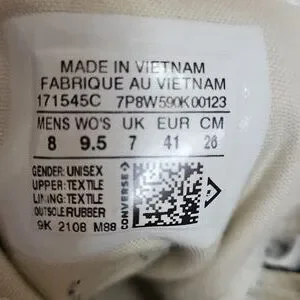 MADE IN VIETNAM
FABRIQUE AU VIETNAM
171545C 7P8W590K00123
MENS WO'S UK EUR CM
8 9.5 7 41 26
GENDER: UNISEX
UPPER: TEXTILE
LINING: TEXTILE
OUTSOLE: RUBBER
9K 2108 M88
CONVERSE